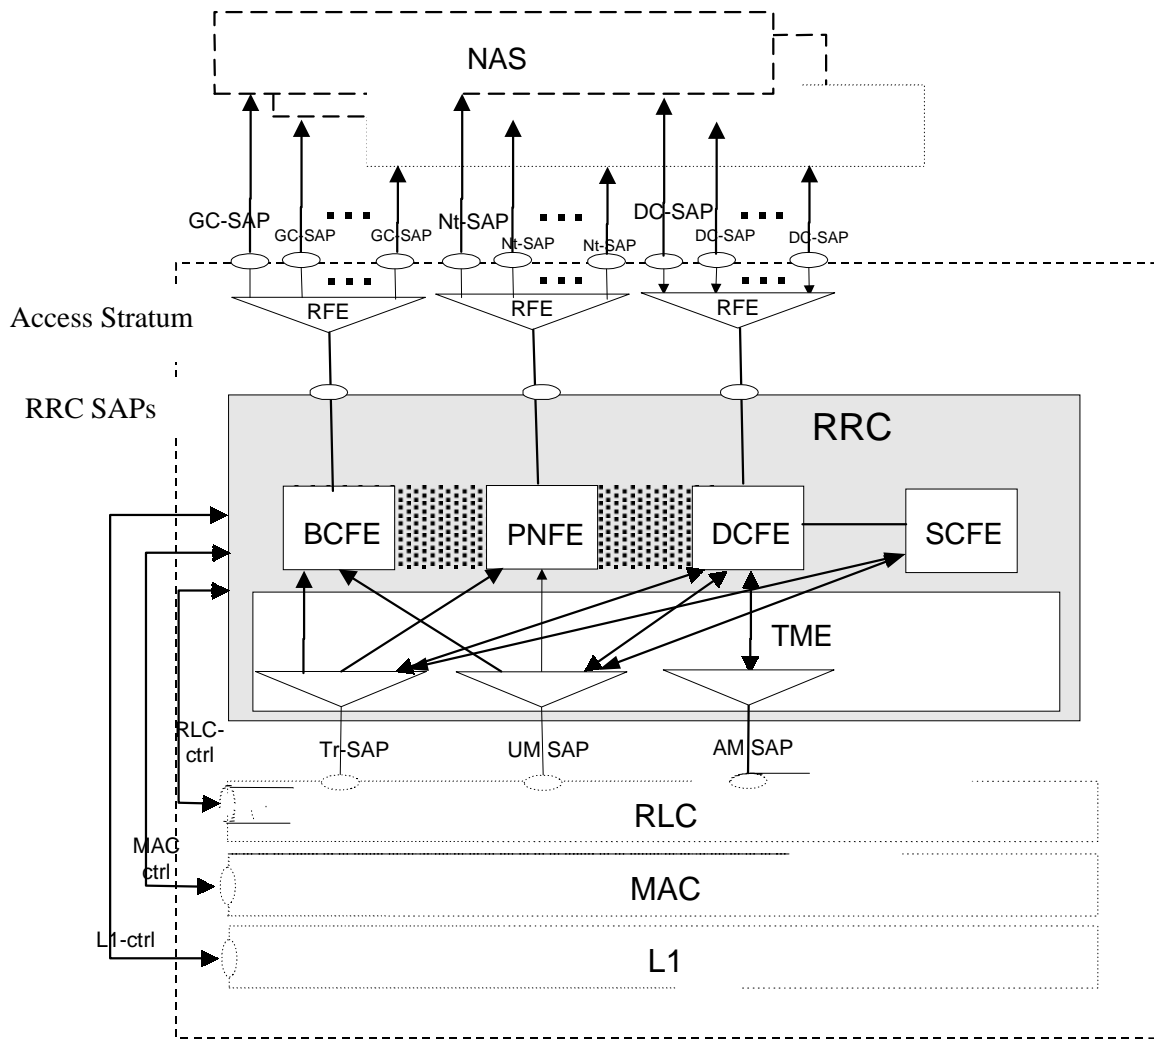 NAS
GC-SAP
GC-SAP
GC-SAP
Nt-SAP
Nt-SAP
Nt-SAP
DC-SAP
DC-SAP
DC-SAP
RFE
RFE
RFE
Access Stratum
RRC SAPs
RRC
BCFE
PNFE
DCFE
SCFE
TME
RLC-
ctrl
Tr-SAP
UM SAP
AM SAP
RLC
MAC
ctrl
MAC
L1-ctrl
L1